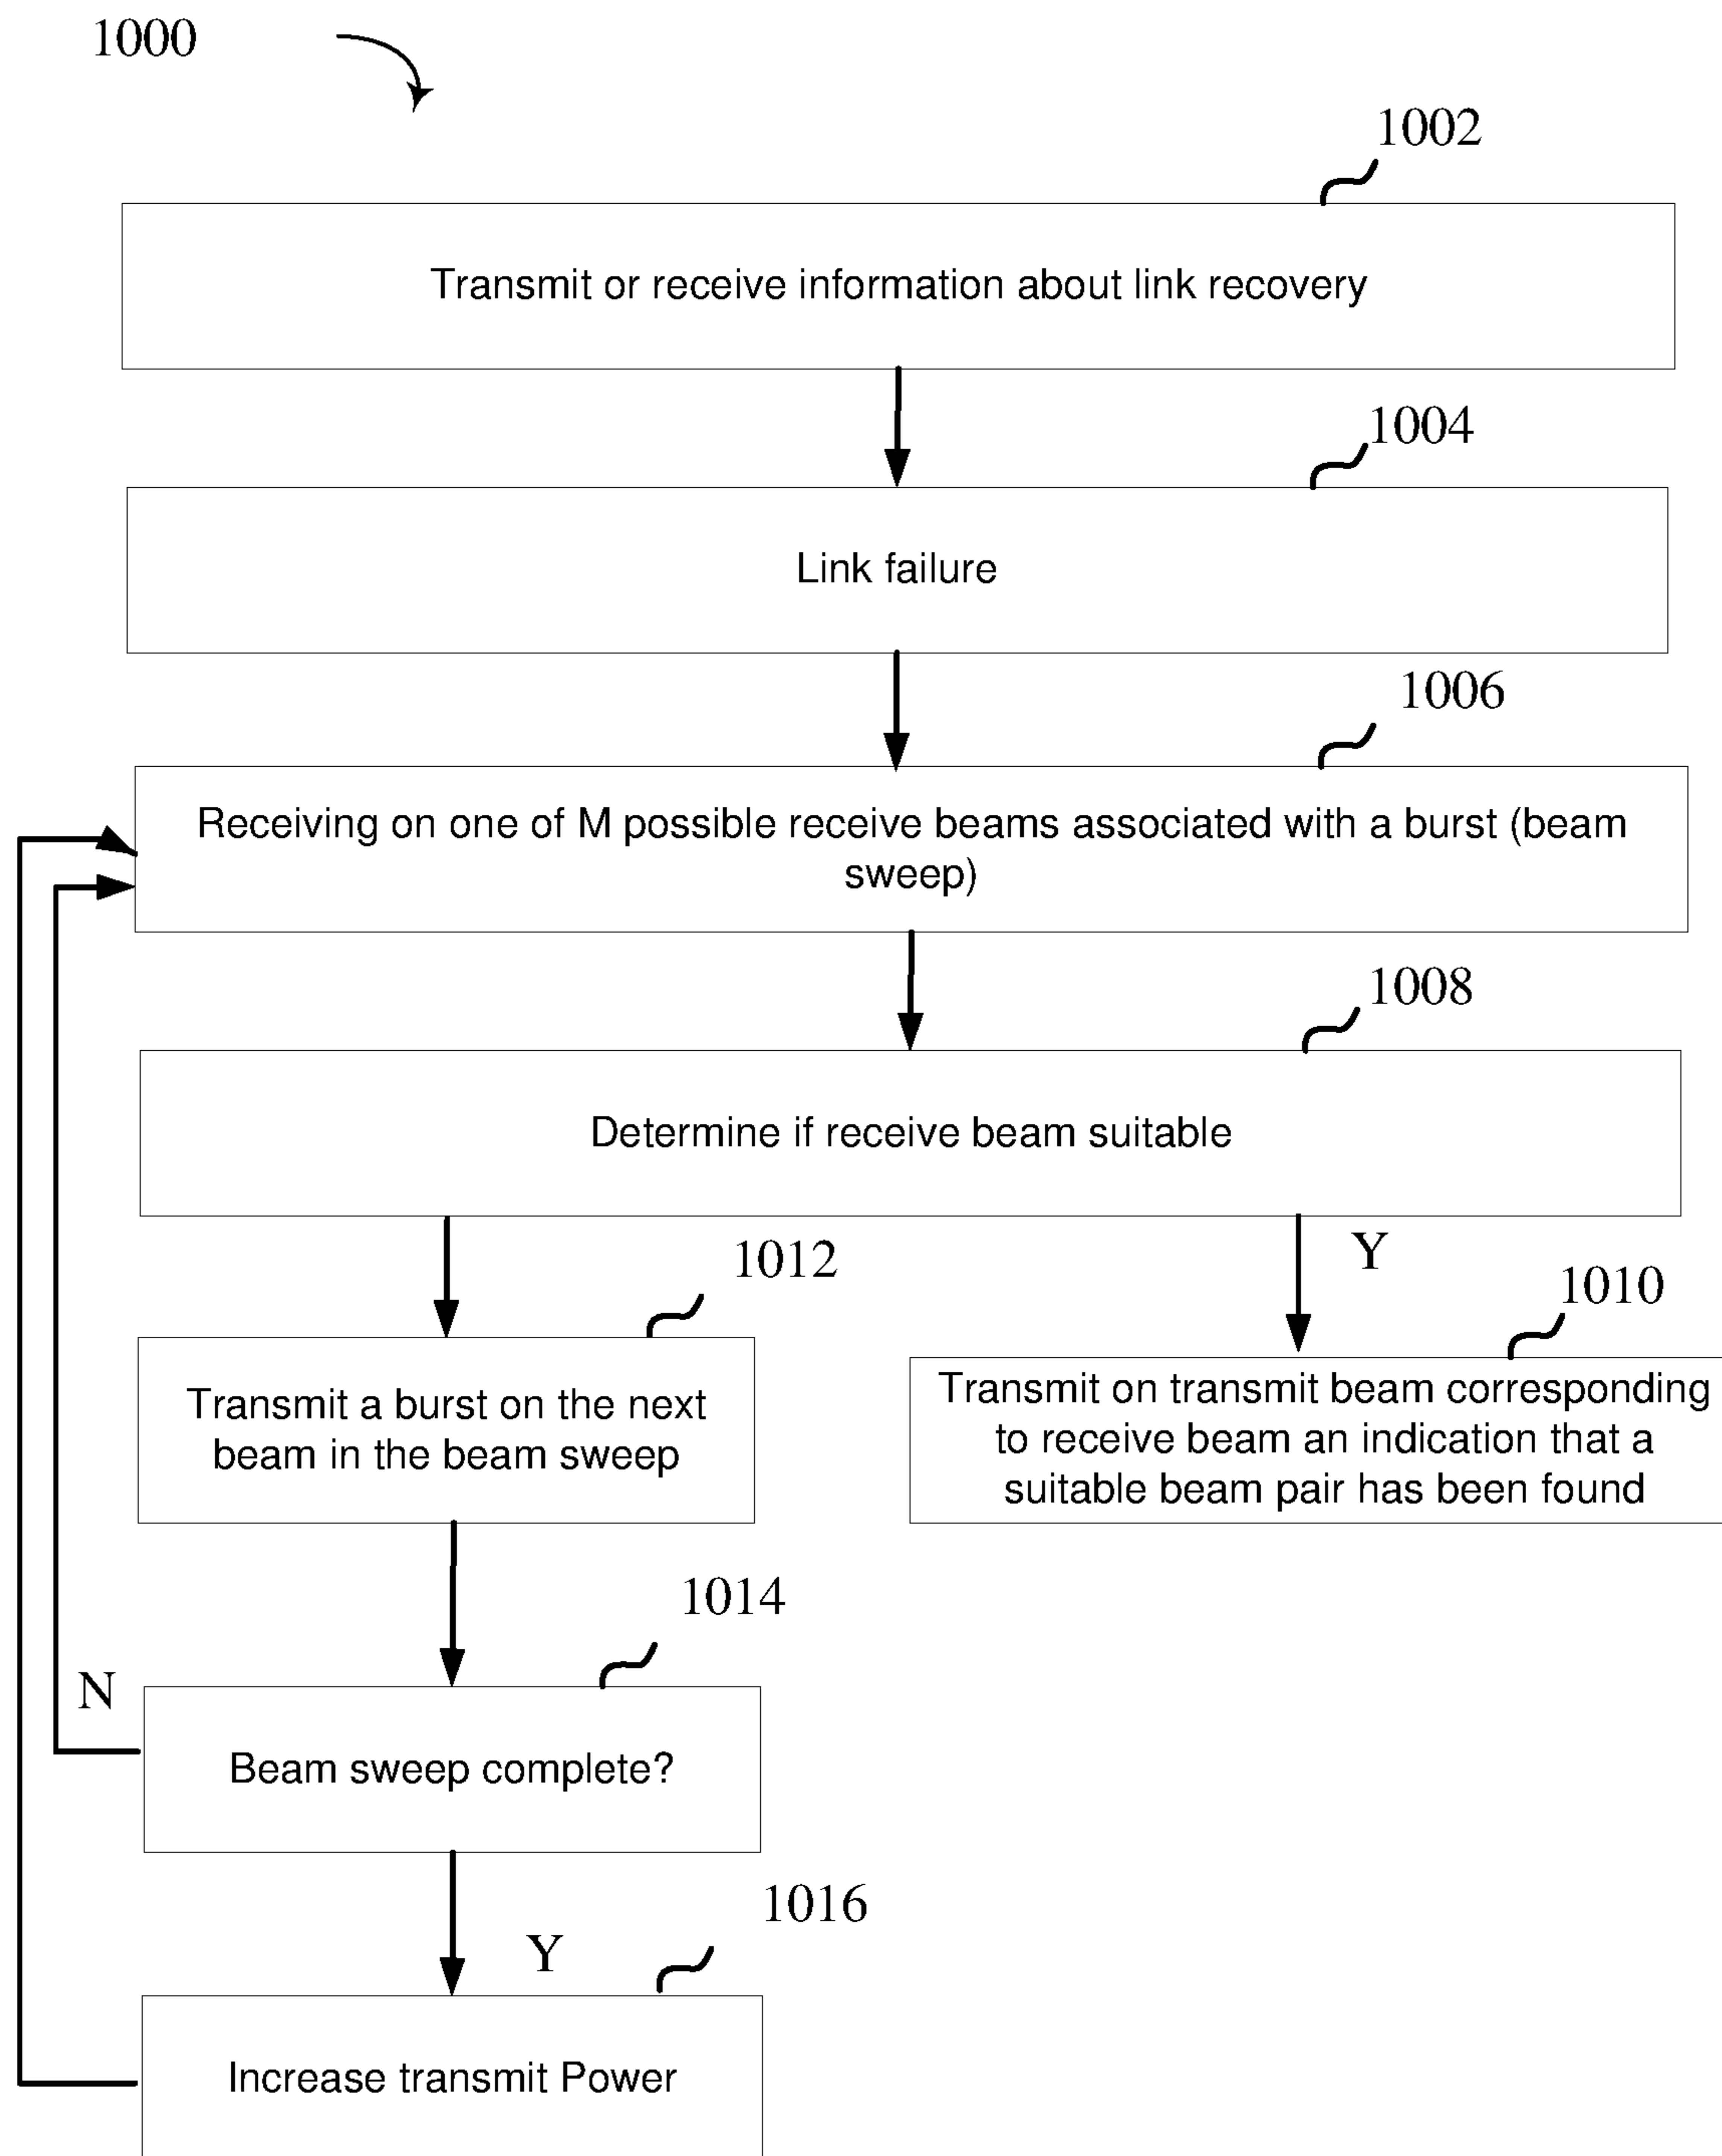 1000
1002
Transmit or receive information about link recovery
1004
Link failure
1006
Receiving on one of M possible receive beams associated with a burst (beam
sweep)
1008
Determine if receive beam suitable
Y
1012
1010
Transmit a burst on the next
beam in the beam sweep
Transmit on transmit beam corresponding
to receive beam an indication that a
suitable beam pair has been found
1014
N
Beam sweep complete?
1016
Y
Increase transmit Power